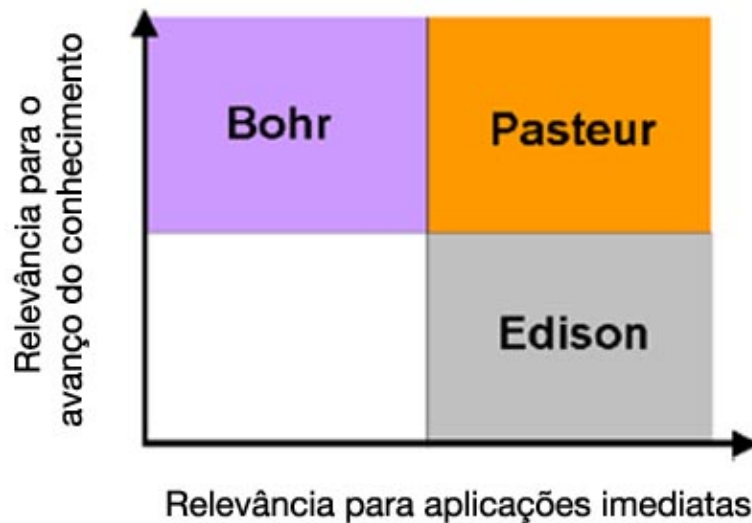 Relevância para o
avanço do conhecimento
Bohr
Pasteur
Edison
Relevância para aplicações imediatas